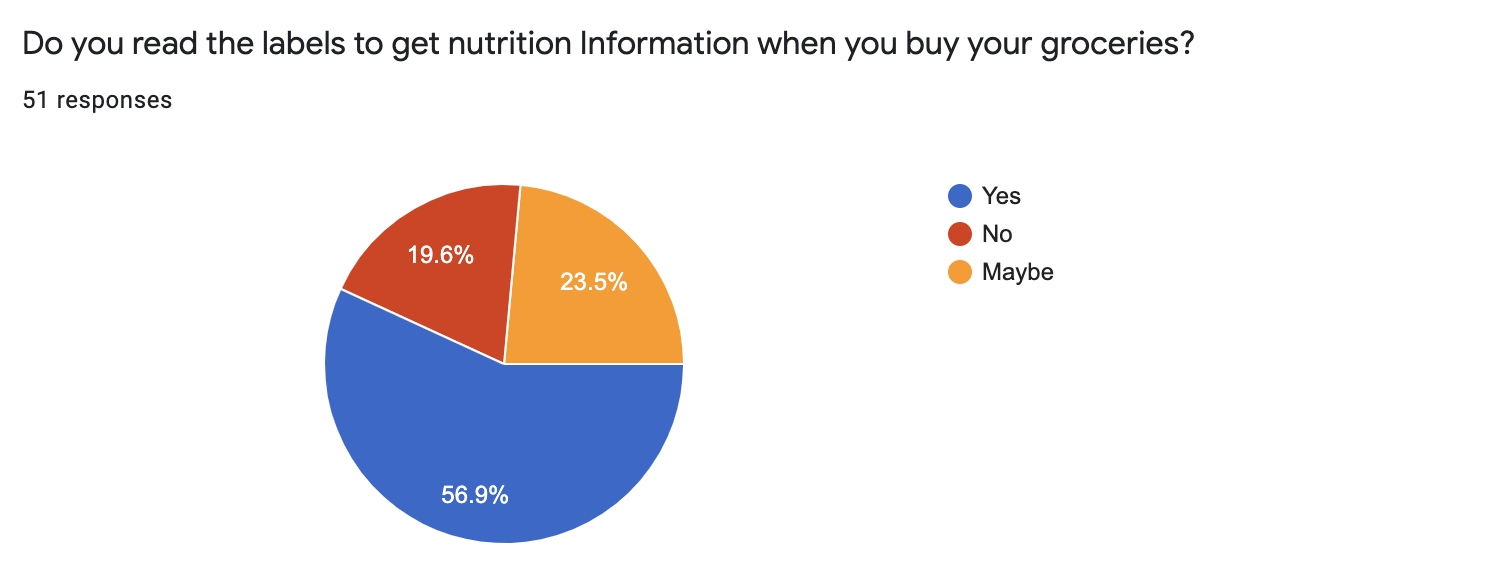 Do you read the labels to get nutrition Information when you buy your groceries?
51 responses
Yes
No
Maybe
19.6%
23.5%
56.9%